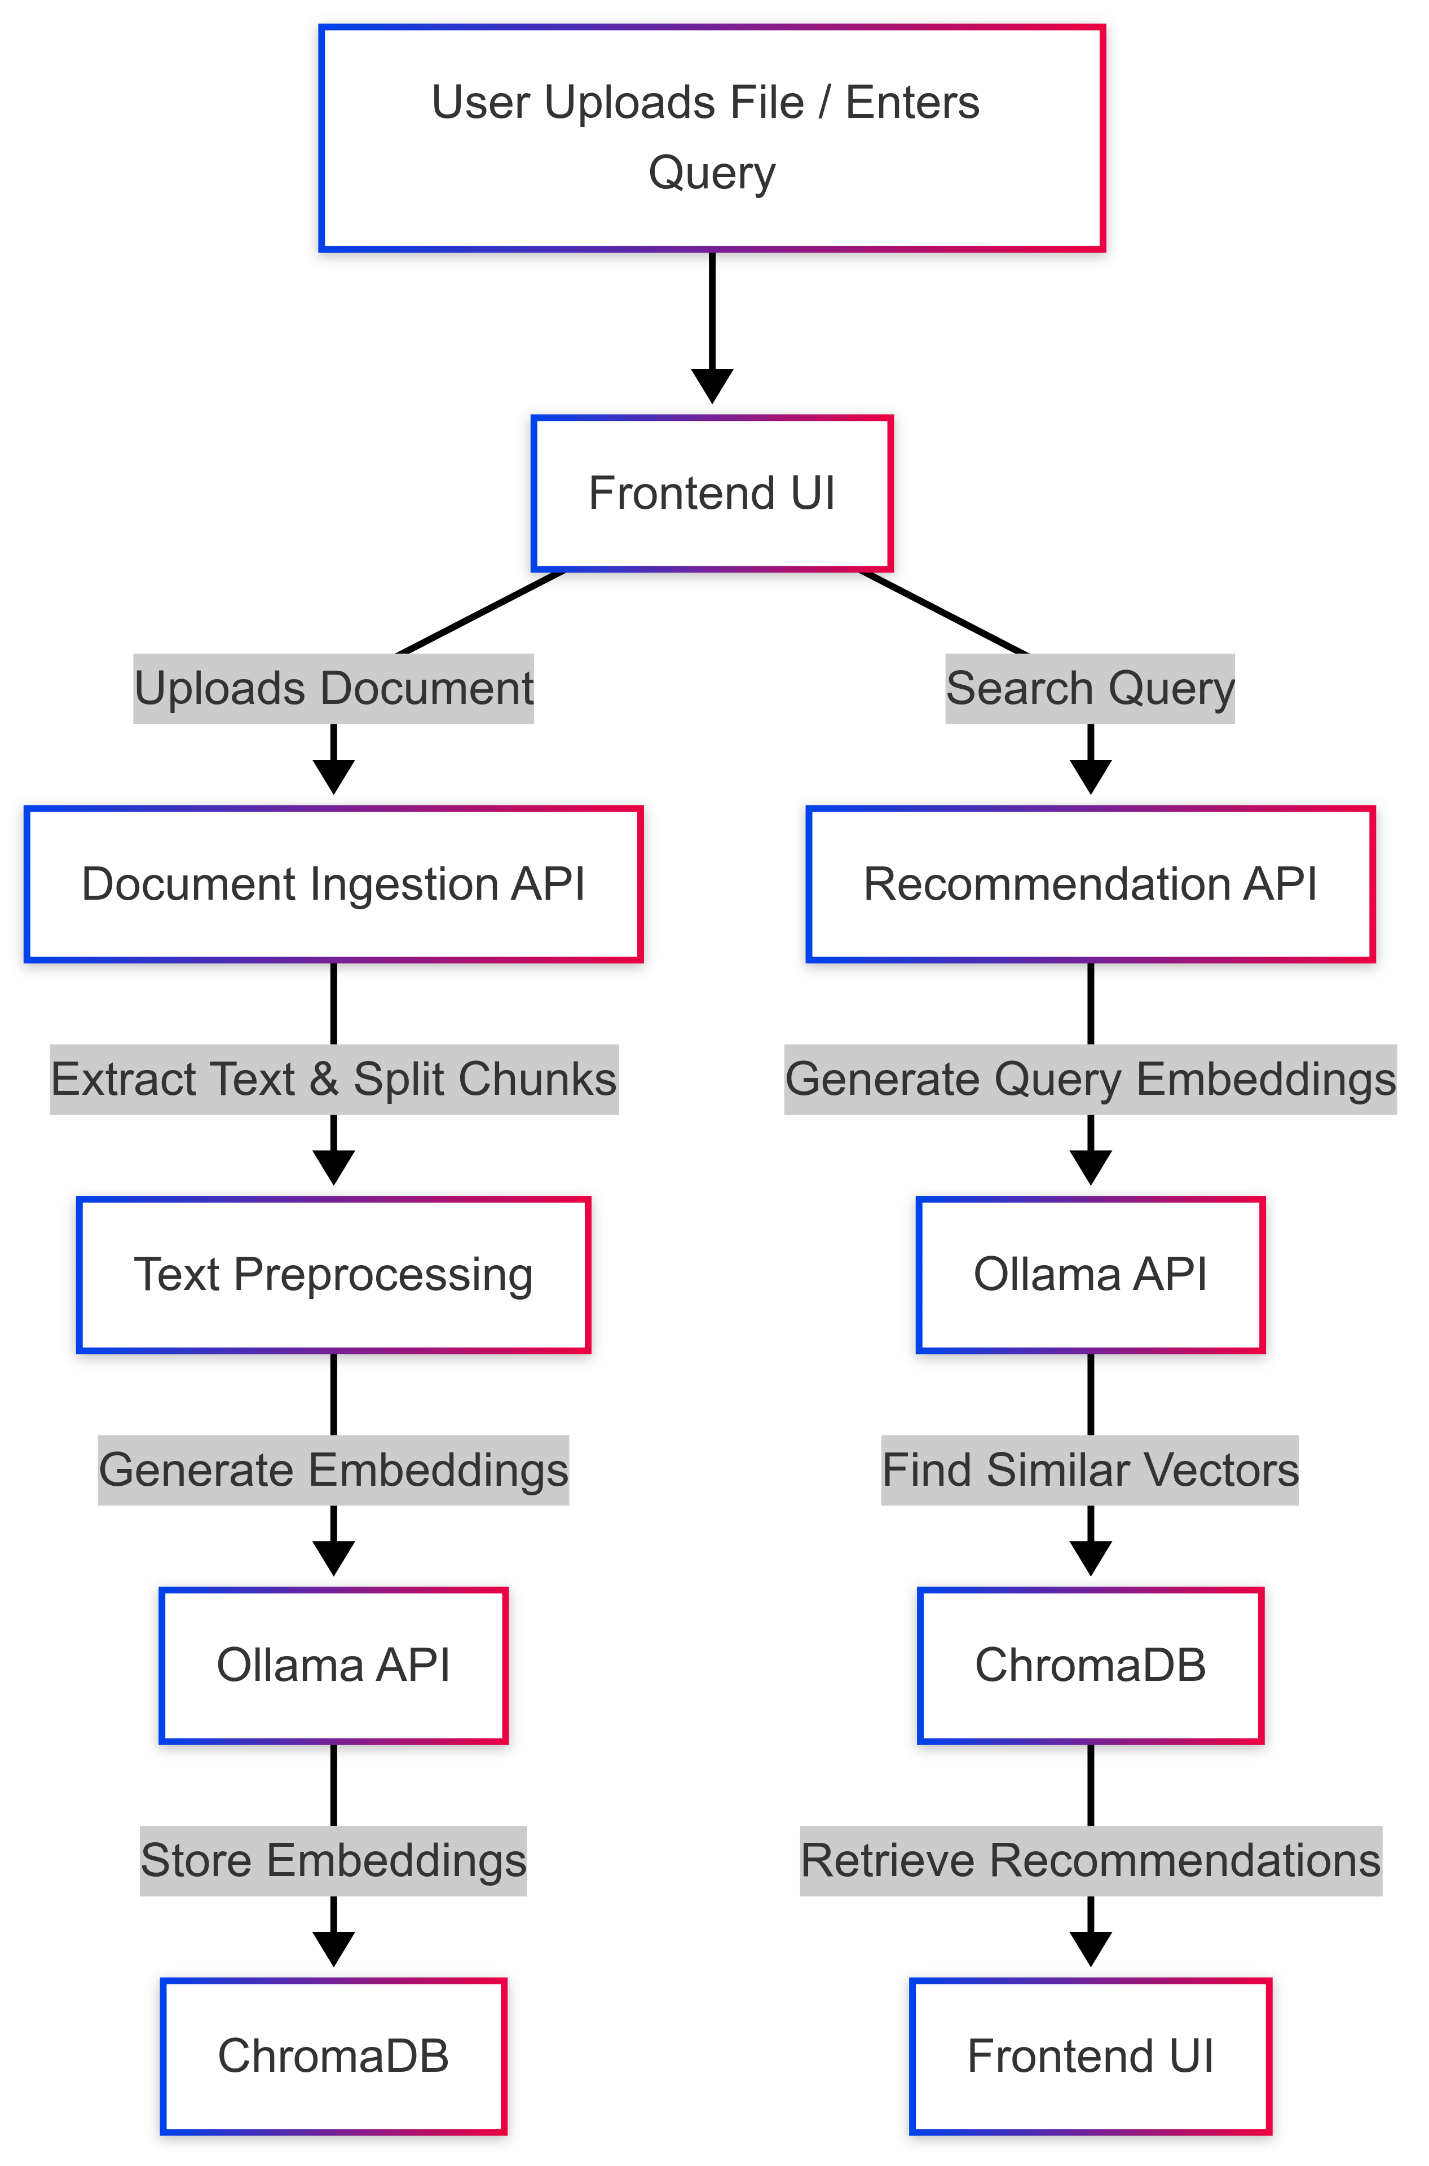 User Uploads File / Enters
Query
Frontend UI
Uploads Document
Search Query
Document Ingestion API
Recommendation API
Extract Text & Split Chunks
Generate Query Embeddings
Text Preprocessing
Ollama API
Generate Embeddings
Find Similar Vectors
Ollama API
ChromaDB
Store Embeddings
Retrieve Recommendations
ChromaDB
Frontend UI